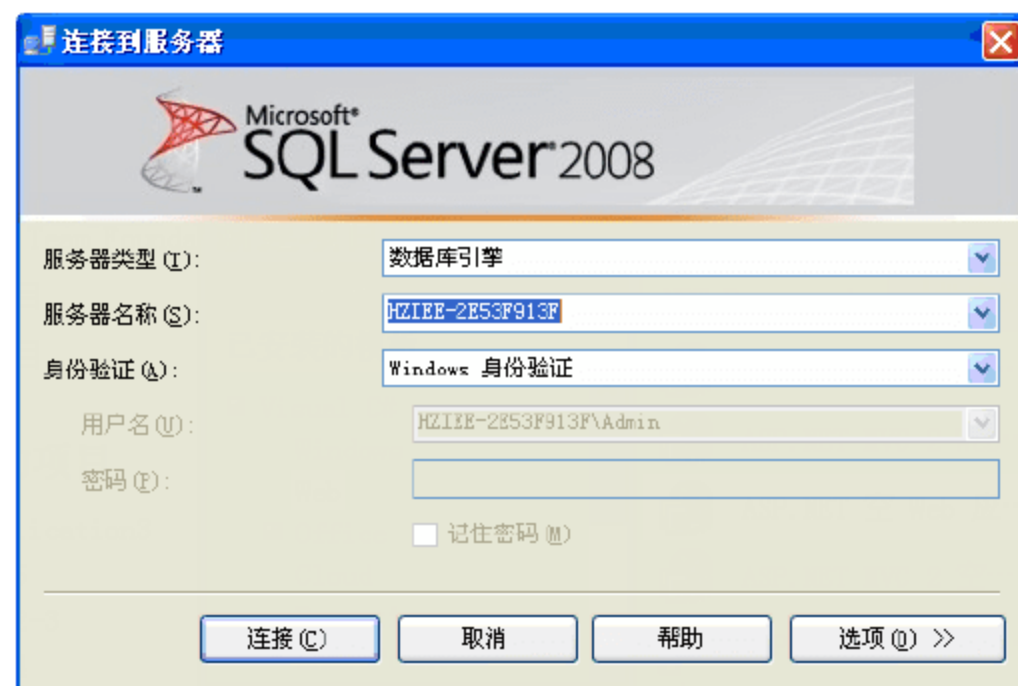 连接到服务器
Microsoft®
SQL Server® 2008
服务器类型(T): 数据库引擎
服务器名称(S): HZIEE-2E53F913F
身份验证(A): Windows 身份验证
用户名(U): HZIEE-2E53F913F\Admin
密码(P):
记住密码(M)
连接(C) 取消 帮助 选项(O) >>